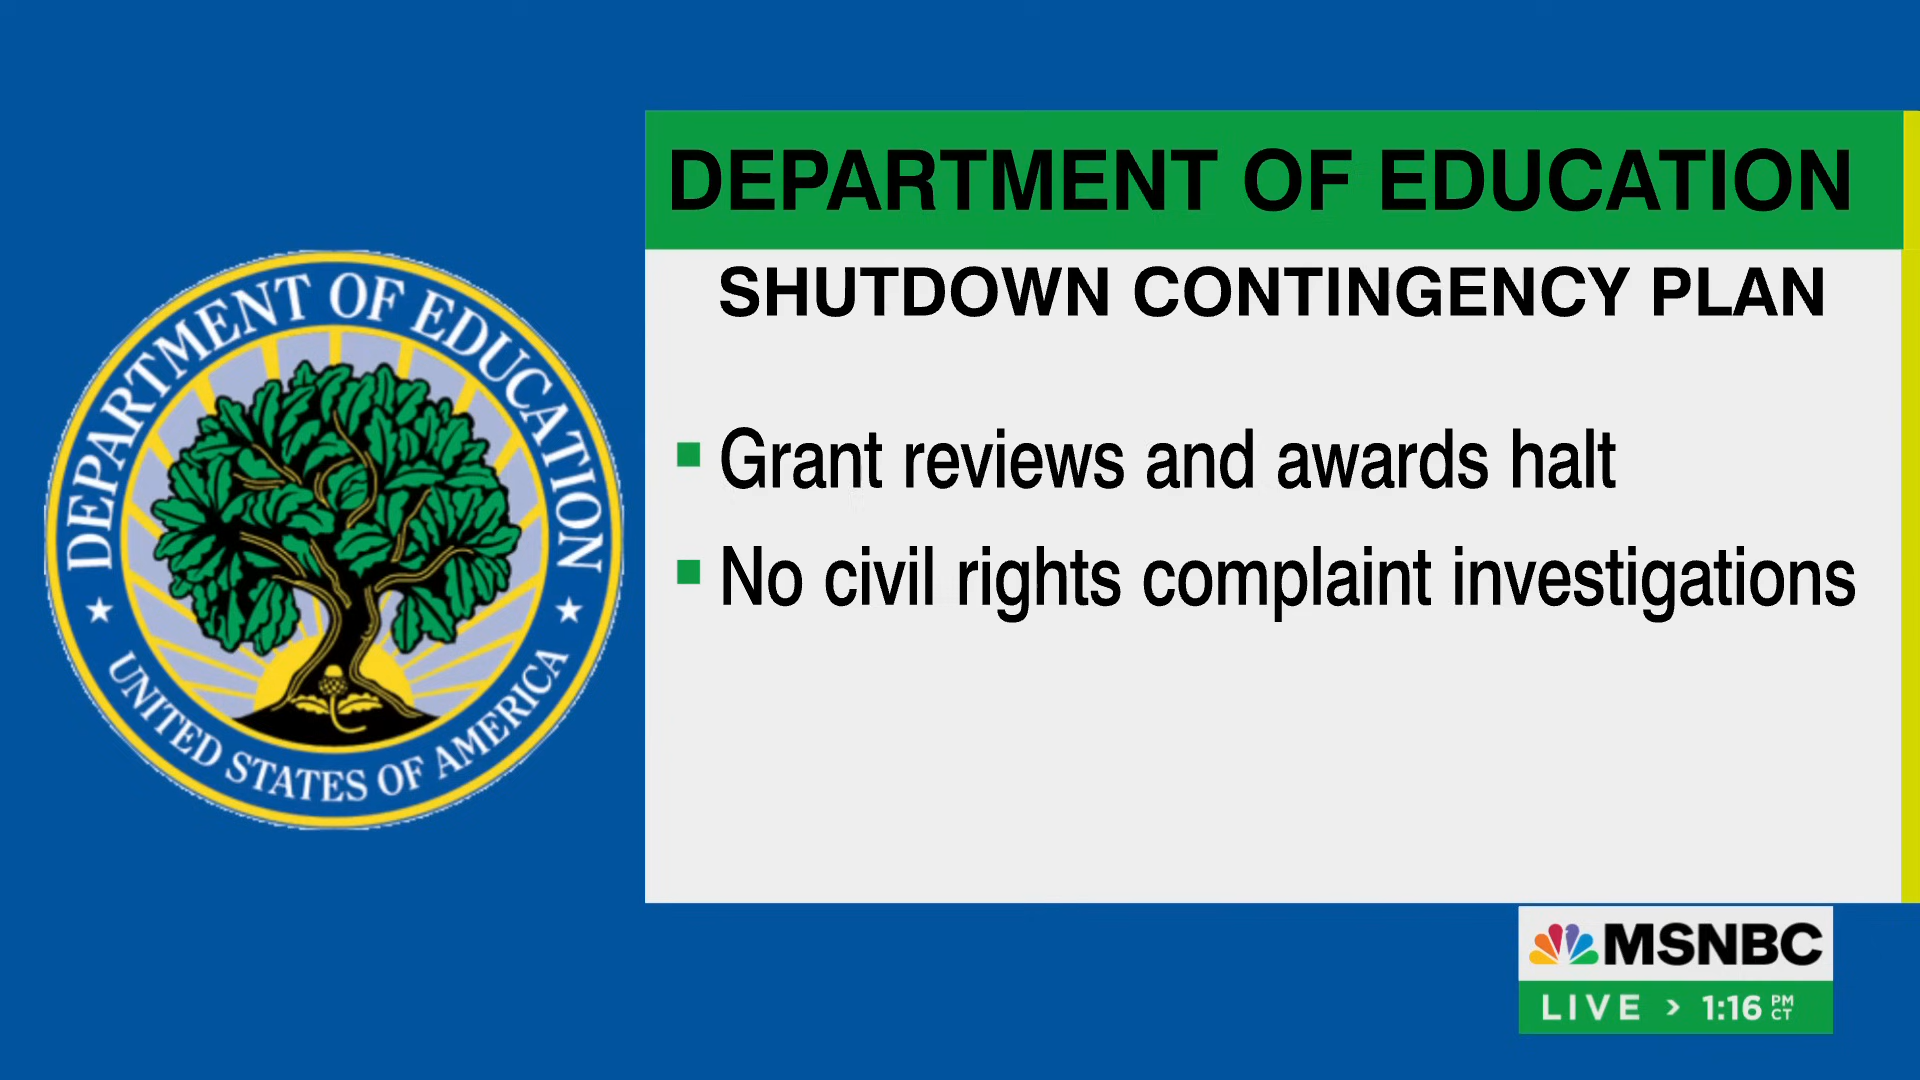 DEPARTMENT OF EDUCATION
UNITED STATES OF AMERICA
DEPARTMENT OF EDUCATION
SHUTDOWN CONTINGENCY PLAN
Grant reviews and awards halt
No civil rights complaint investigations
MSNBC
LIVE > 1:16 PM CT